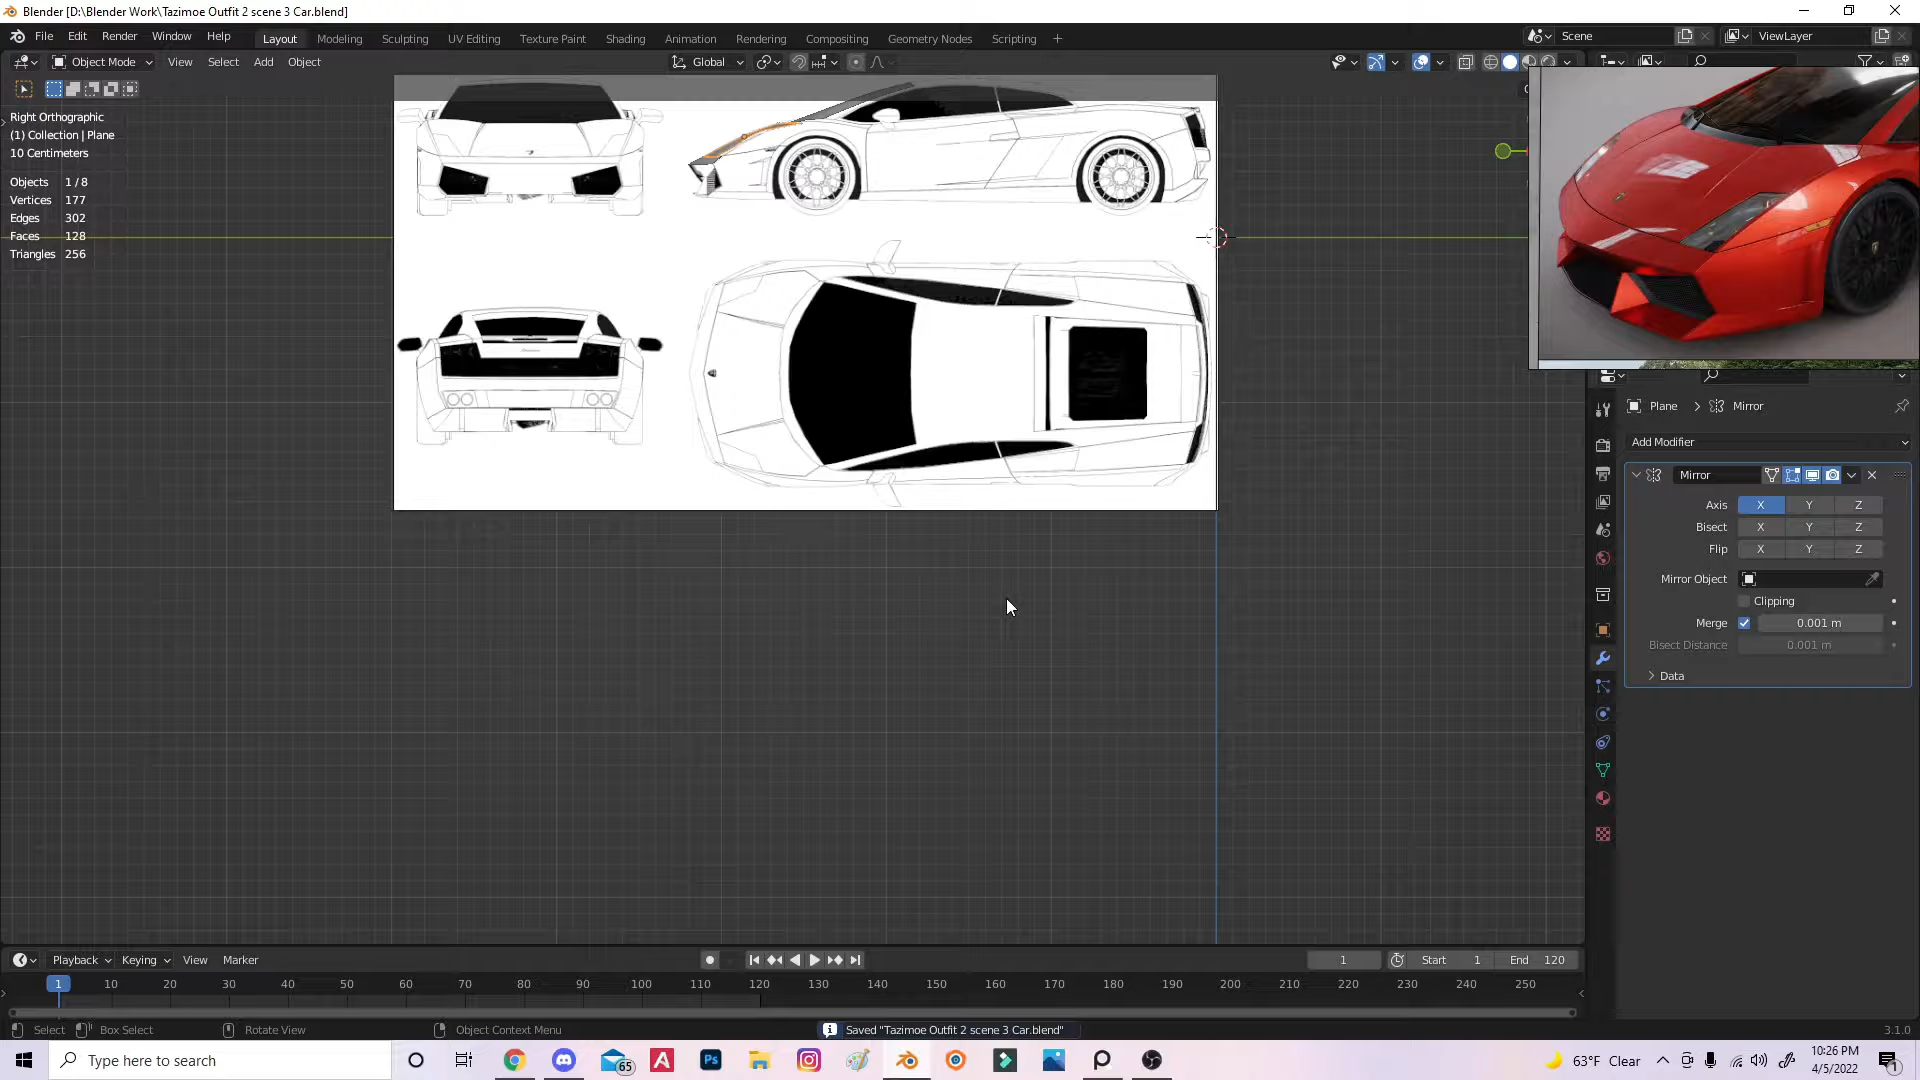 Blender [D:\Blender Work\Tazimoe Outfit 2 scene 3 Car.blend]
File Edit Render Window Help
Layout Modeling Sculpting UV Editing Texture Paint Shading Animation Rendering Compositing Geometry Nodes Scripting +
Scene
ViewLayer
Object Mode View Select Add Object
Global
Right Orthographic
(1) Collection | Plane
10 Centimeters
Objects 1/8
Vertices 177
Edges 302
Faces 128
Triangles 256
Plane > Mirror
Add Modifier
Mirror
Axis X Y Z
Bisect X Y Z
Flip X Y Z
Mirror Object
Clipping
Merge 0.001 m
Bisect Distance 0.001 m
Data
Playback Keying View Marker
1
Start 1
End 120
1 10 20 30 40 50 60 70 80 90 100 110 120 130 140 150 160 170 180 190 200 210 220 230 240 250
Select Box Select Rotate View Object Context Menu
Saved "Tazimoe Outfit 2 scene 3 Car.blend"
3.1.0
Type here to search
65
Ps
63°F Clear
10:26 PM
4/5/2022
1